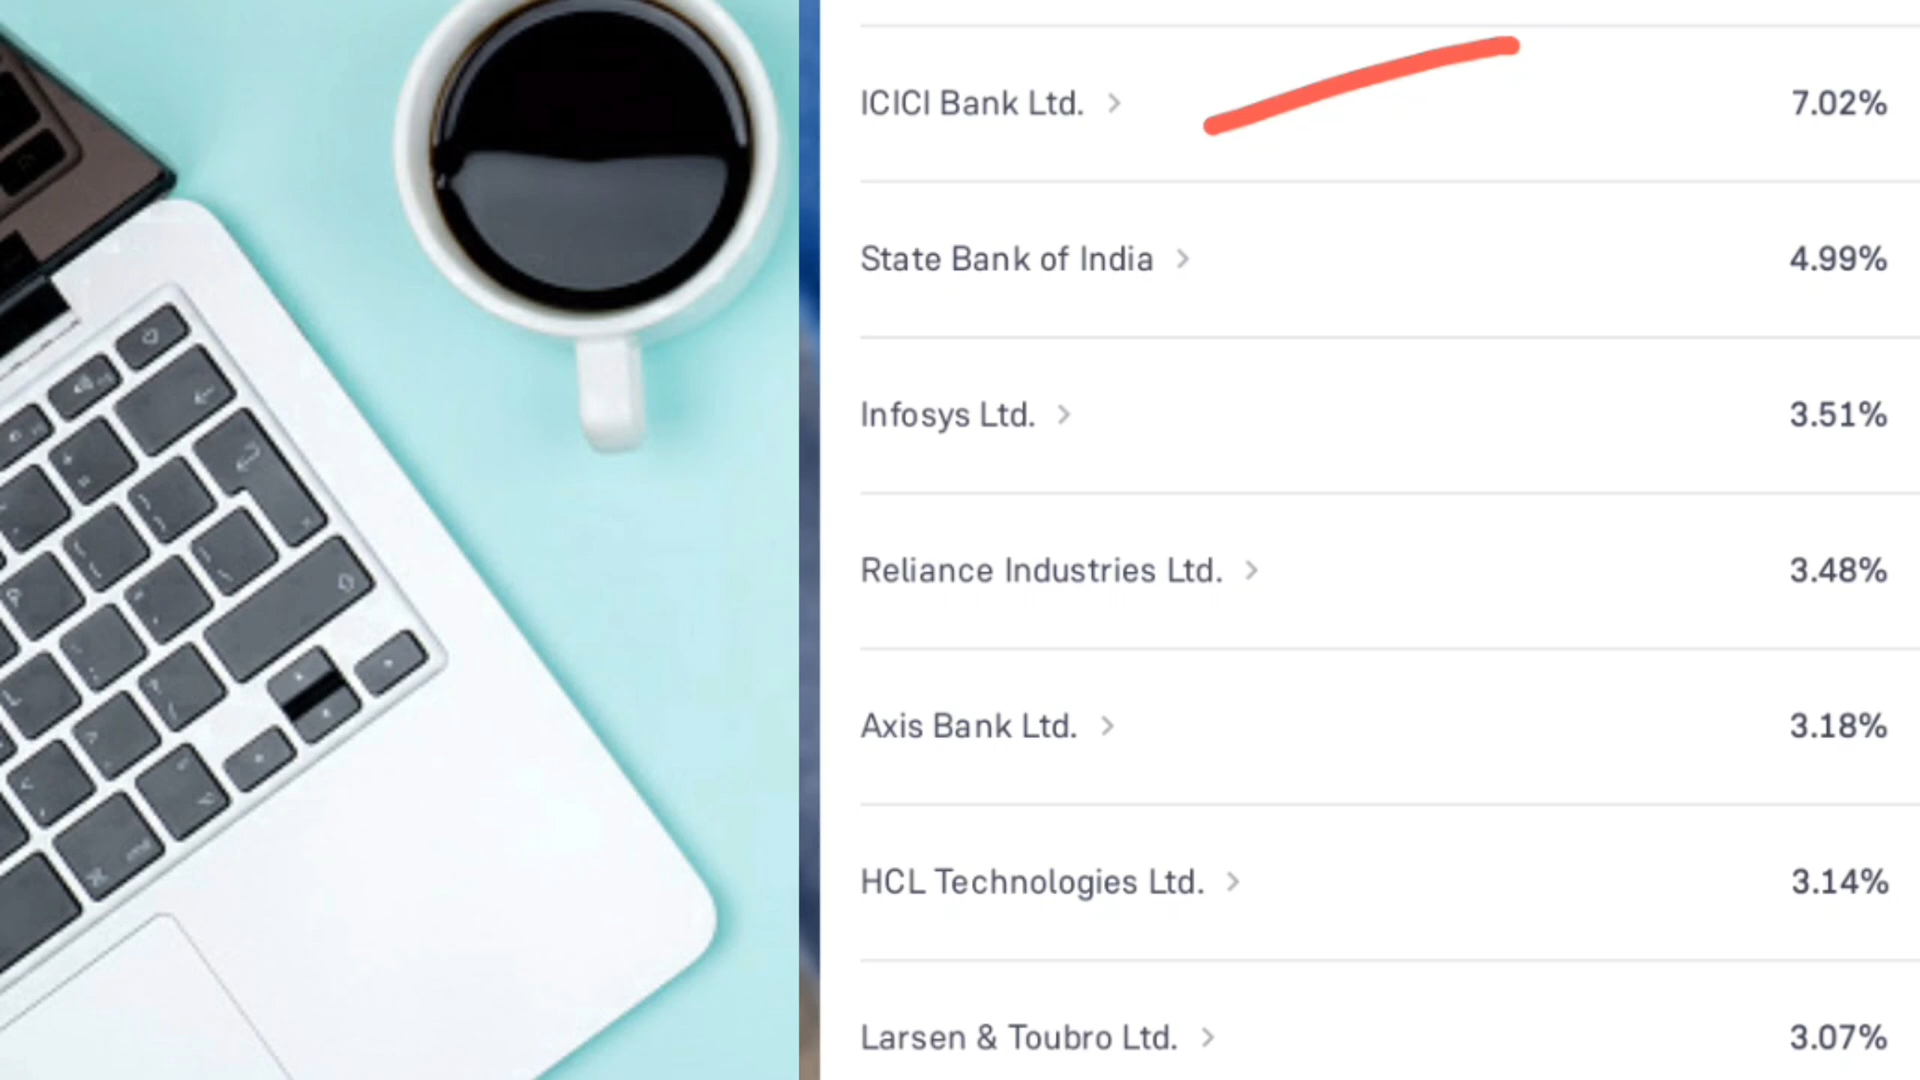 ICICI Bank Ltd. > 7.02%
State Bank of India > 4.99%
Infosys Ltd. > 3.51%
Reliance Industries Ltd. > 3.48%
Axis Bank Ltd. > 3.18%
HCL Technologies Ltd. > 3.14%
Larsen & Toubro Ltd. > 3.07%